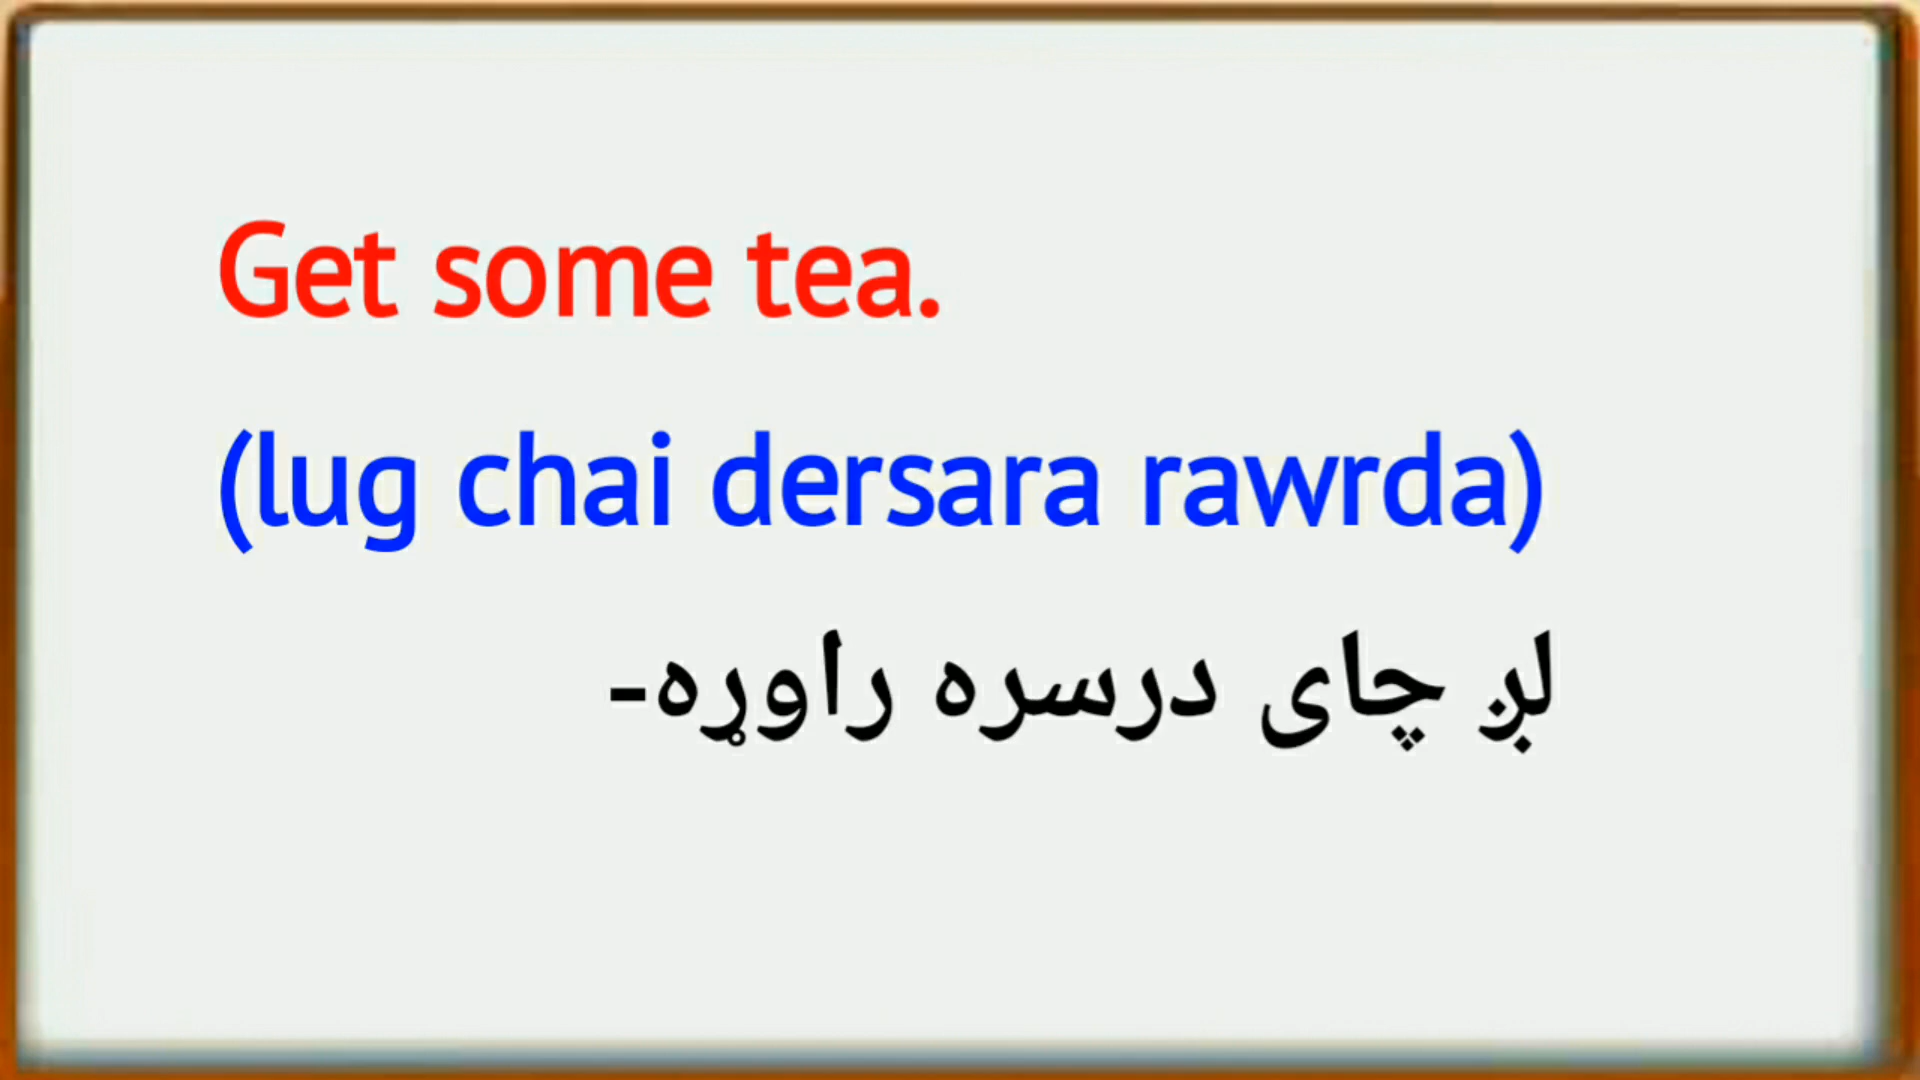 Get some tea.
(lug chai dersara rawrda)
لږ چای درسره راوړه-